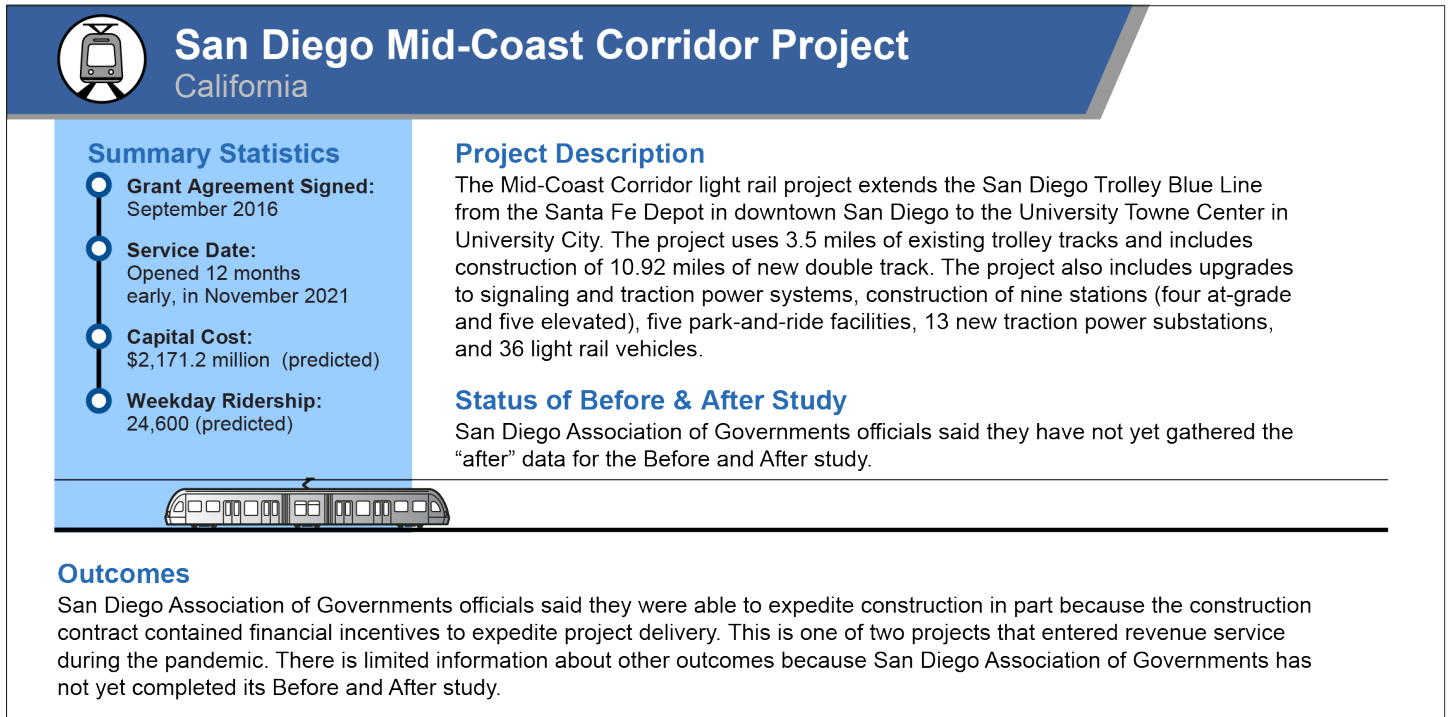 San Diego Mid-Coast Corridor Project
California
Summary Statistics
Grant Agreement Signed:
September 2016
Service Date:
Opened 12 months
early, in November 2021
Capital Cost:
$2,171.2 million (predicted)
Weekday Ridership:
24,600 (predicted)
Project Description
The Mid-Coast Corridor light rail project extends the San Diego Trolley Blue Line
from the Santa Fe Depot in downtown San Diego to the University Towne Center in
University City. The project uses 3.5 miles of existing trolley tracks and includes
construction of 10.92 miles of new double track. The project also includes upgrades
to signaling and traction power systems, construction of nine stations (four at-grade
and five elevated), five park-and-ride facilities, 13 new traction power substations,
and 36 light rail vehicles.
Status of Before & After Study
San Diego Association of Governments officials said they have not yet gathered the
“after” data for the Before and After study.
Outcomes
San Diego Association of Governments officials said they were able to expedite construction in part because the construction
contract contained financial incentives to expedite project delivery. This is one of two projects that entered revenue service
during the pandemic. There is limited information about other outcomes because San Diego Association of Governments has
not yet completed its Before and After study.